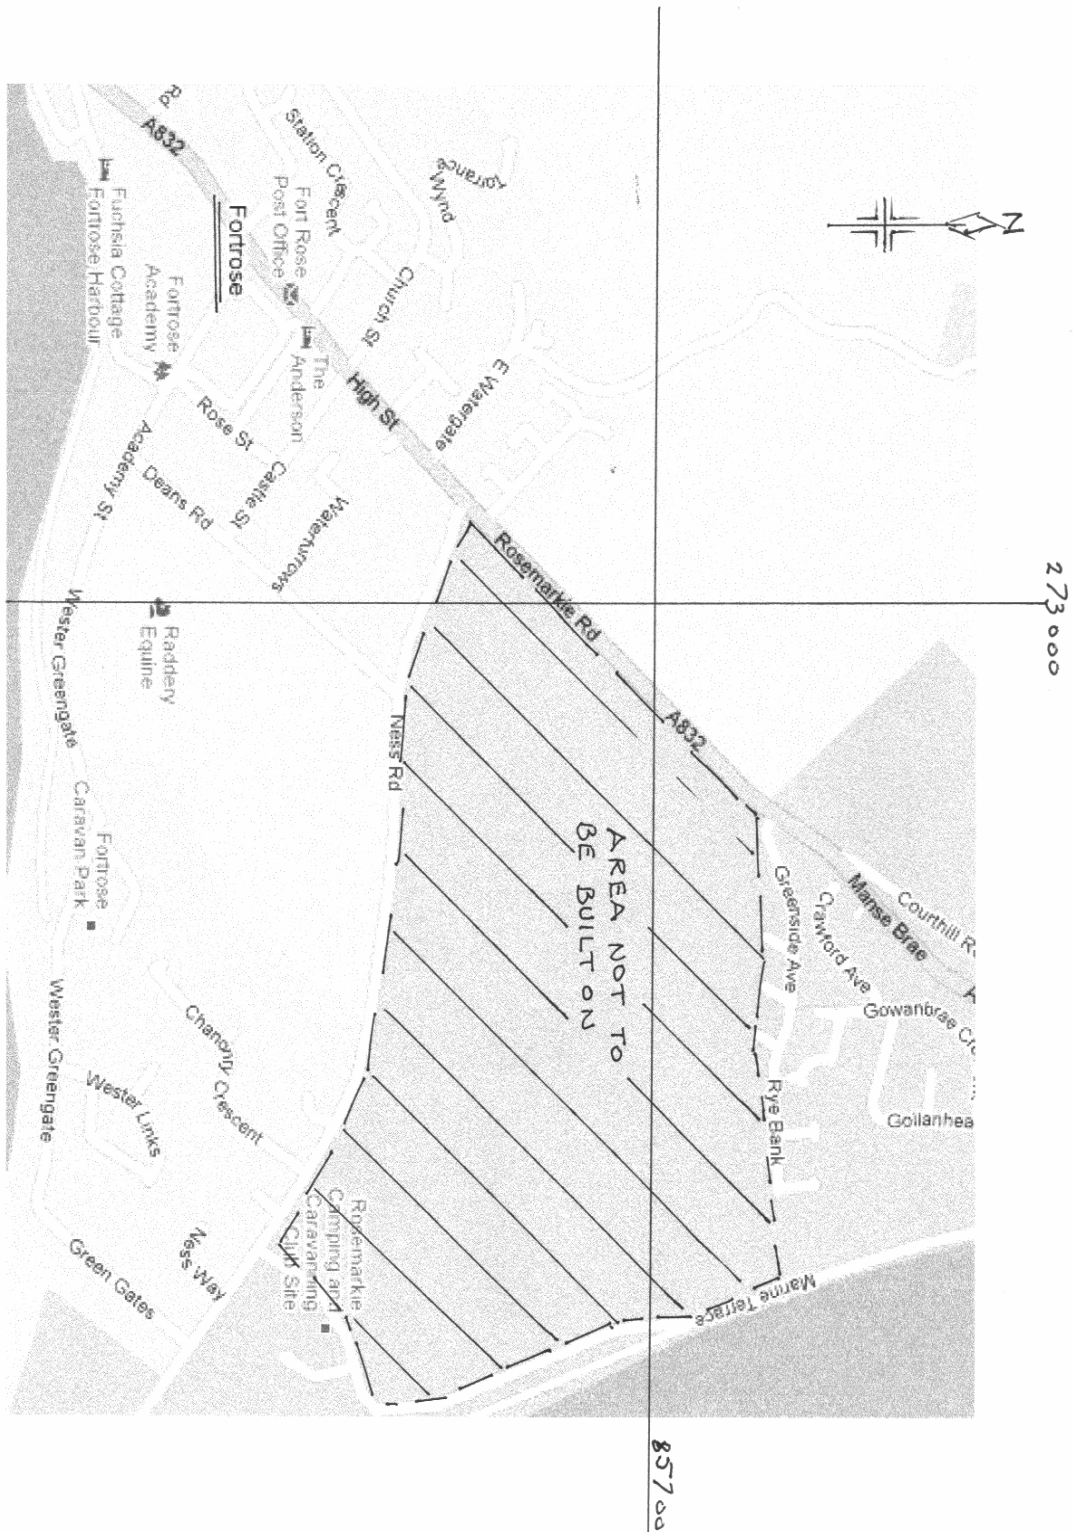 N
273000
85700
AREA NOT TO
BE BUILT ON
A832
Rd
Station Crescent
Wynd
Fort Rose
Post Office
Fortrose
Church St
E Watergate
The
Anderson
High St
Fuchsia Cottage
Fortrose Harbour
Fortrose
Academy
Rose St
Castle St
Academy St
Deans Rd
Waterfurrows
Rosemarkie Rd
A832
Raddery
Equine
Wester Greengate
Ness Rd
Fortrose
Caravan Park
Manse Brae
Courthill R
Crawford Ave
Greenside Ave
Gowanbrae
Gollanhea
Rye Bank
Marine Terrace
Wester Greengate
Chanonry Crescent
Wester Links
Rosemarkie
Camping and
Caravanning
Club Site
Ness Way
Green Gates